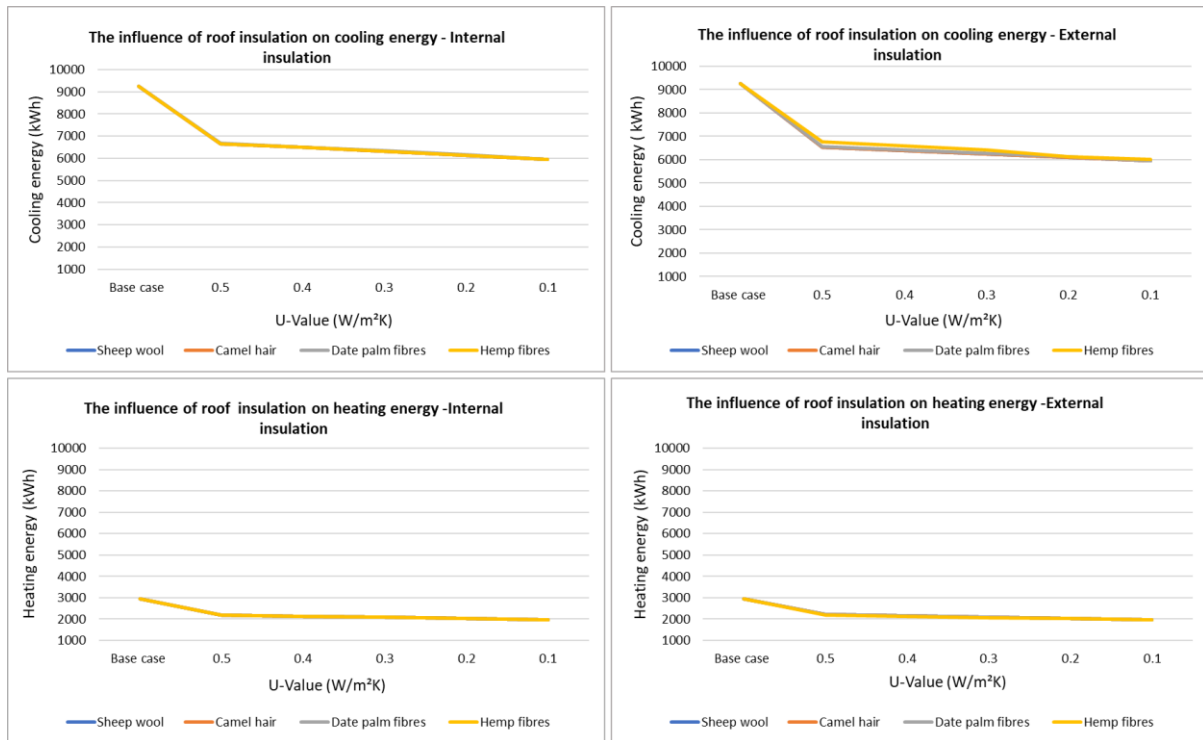 The influence of roof insulation on cooling energy - Internal
insulation
10000
9000
8000
7000
6000
5000
4000
3000
2000
1000
Cooling energy (kWh)
Base case 0.5 0.4 0.3 0.2 0.1
U-Value (W/m²K)
Sheep wool Camel hair Date palm fibres Hemp fibres
The influence of roof insulation on cooling energy - External
insulation
10000
9000
8000
7000
6000
5000
4000
3000
2000
1000
Cooling energy ( kWh)
Base case 0.5 0.4 0.3 0.2 0.1
U-Value (W/m²K)
Sheep wool Camel hair Date palm fibres Hemp fibres
The influence of roof  insulation on heating energy -Internal
insulation
10000
9000
8000
7000
6000
5000
4000
3000
2000
1000
Heating energy (kWh)
Base case 0.5 0.4 0.3 0.2 0.1
U-Value (W/m²K)
Sheep wool Camel hair Date palm fibres Hemp fibres
The influence of roof insulation on heating energy -External
insulation
10000
9000
8000
7000
6000
5000
4000
3000
2000
1000
Heating energy (kWh)
Base case 0.5 0.4 0.3 0.2 0.1
U-Value (W/m²K)
Sheep wool Camel hair Date palm fibres Hemp fibres